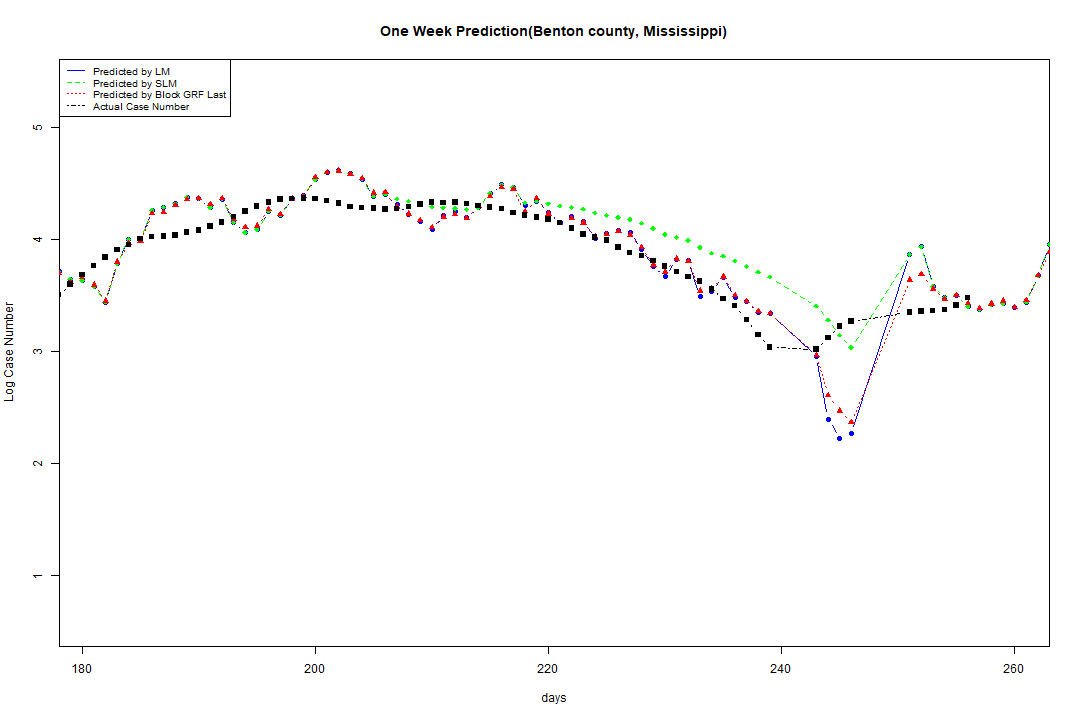 One Week Prediction(Benton county, Mississippi)
Predicted by LM
Predicted by SLM
Predicted by Block GRF Last
Actual Case Number
5
4
3
2
1
Log Case Number
180 200 220 240 260
days